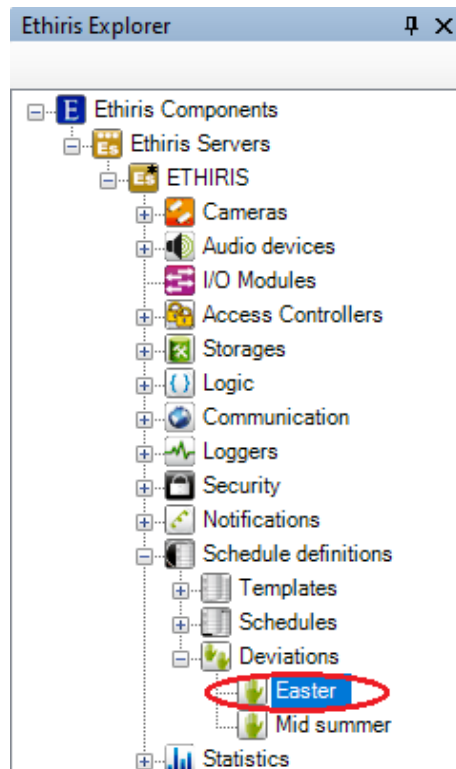 Ethiris Explorer
Ethiris Components
Ethiris Servers
ETHIRIS
Cameras
Audio devices
I/O Modules
Access Controllers
Storages
Logic
Communication
Loggers
Security
Notifications
Schedule definitions
Templates
Schedules
Deviations
Easter
Mid summer
Statistics